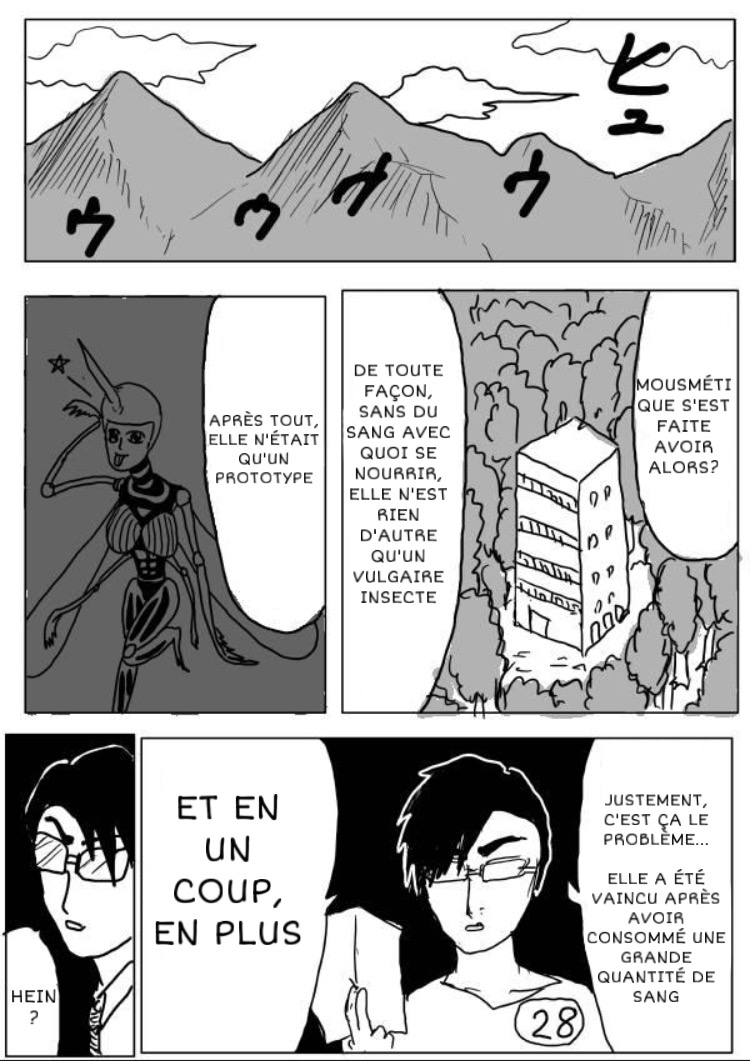 ヒュ
ウ
ウ
ゥ
ウ
MOUSMÉTI
QUE S'EST
FAITE
AVOIR
ALORS?
DE TOUTE
FAÇON,
SANS DU
SANG AVEC
QUOI SE
NOURRIR,
ELLE N'EST
RIEN
D'AUTRE
QU'UN
VULGAIRE
INSECTE
APRÈS TOUT,
ELLE N'ÉTAIT
QU'UN
PROTOTYPE
JUSTEMENT,
C'EST ÇA LE
PROBLÈME...
ELLE A ÉTÉ
VAINCU APRÈS
AVOIR
CONSOMMÉ UNE
GRANDE
QUANTITÉ DE
SANG
28
ET EN
UN
COUP,
EN PLUS
HEIN
?